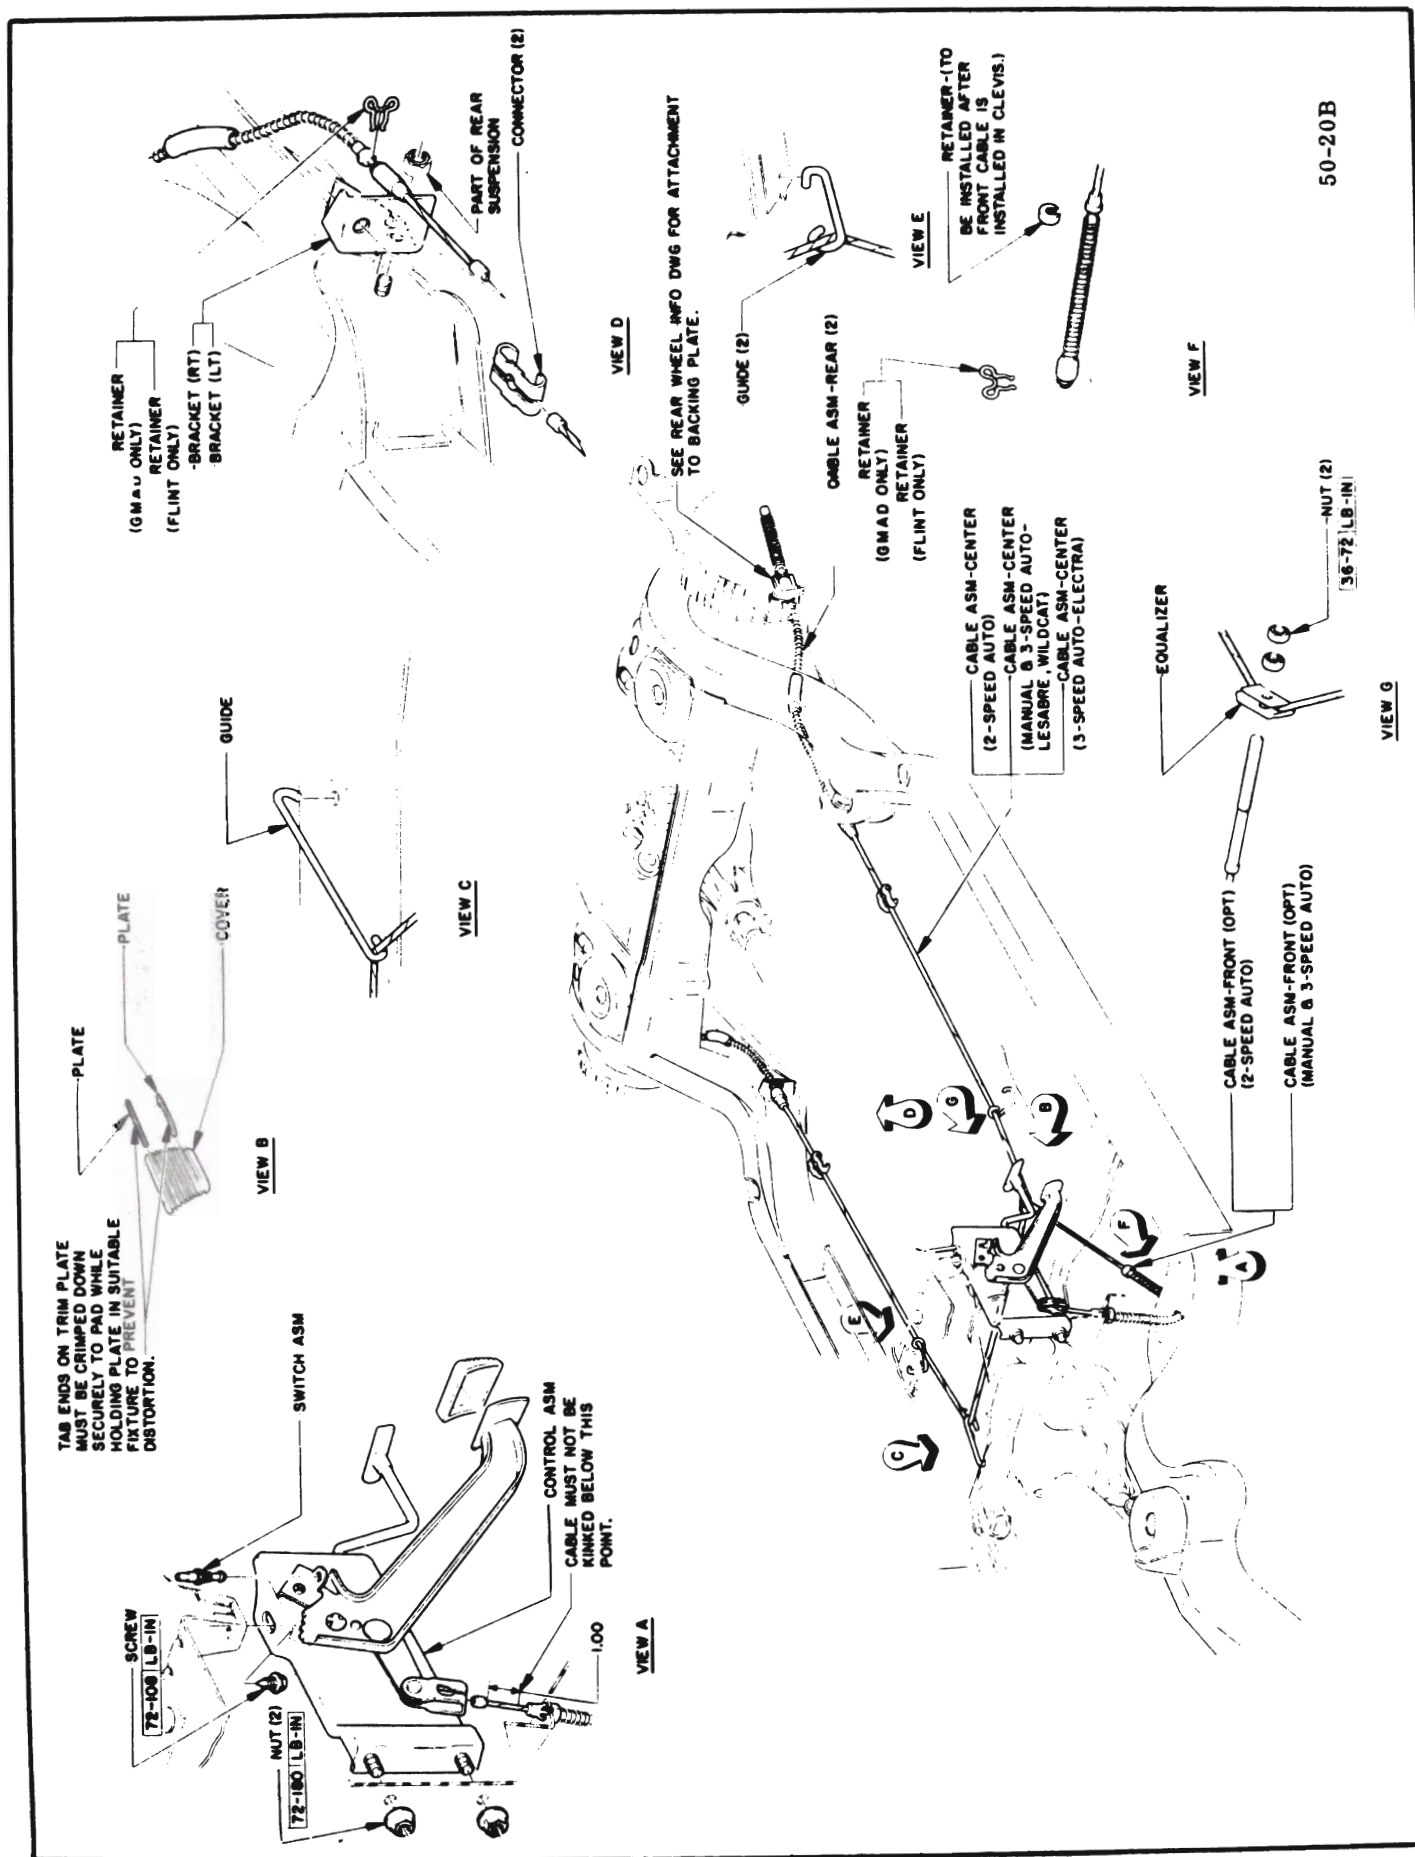 TAB ENDS ON TRIM PLATE
MUST BE CRIMPED DOWN
SECURELY TO PAD WHILE
HOLDING PLATE IN SUITABLE
FIXTURE TO PREVENT
DISTORTION.
PLATE
PLATE
COVER
VIEW B
SCREW
72-108 LB-IN
NUT (2)
72-180 LB-IN
SWITCH ASM
CONTROL ASM
CABLE MUST NOT BE
KINKED BELOW THIS
POINT.
1.00
VIEW A
GUIDE
VIEW C
RETAINER
(GMAD ONLY)
RETAINER
(FLINT ONLY)
-BRACKET (RT)
BRACKET (LT)
PART OF REAR
SUSPENSION
CONNECTOR (2)
VIEW D
SEE REAR WHEEL INFO DWG FOR ATTACHMENT
TO BACKING PLATE.
GUIDE (2)
VIEW E
CABLE ASM-REAR (2)
RETAINER
(GMAD ONLY)
RETAINER
(FLINT ONLY)
RETAINER-(TO
BE INSTALLED AFTER
FRONT CABLE IS
INSTALLED IN CLEVIS.)
VIEW F
CABLE ASM-CENTER
(2-SPEED AUTO)
CABLE ASM-CENTER
(MANUAL & 3-SPEED AUTO-
LESABRE, WILDCAT)
CABLE ASM-CENTER
(3-SPEED AUTO-ELECTRA)
EQUALIZER
NUT (2)
36-72 LB-IN
VIEW G
CABLE ASM-FRONT (OPT)
(2-SPEED AUTO)
CABLE ASM-FRONT (OPT)
(MANUAL & 3-SPEED AUTO)
A
B
C
D
E
F
G
50-20B